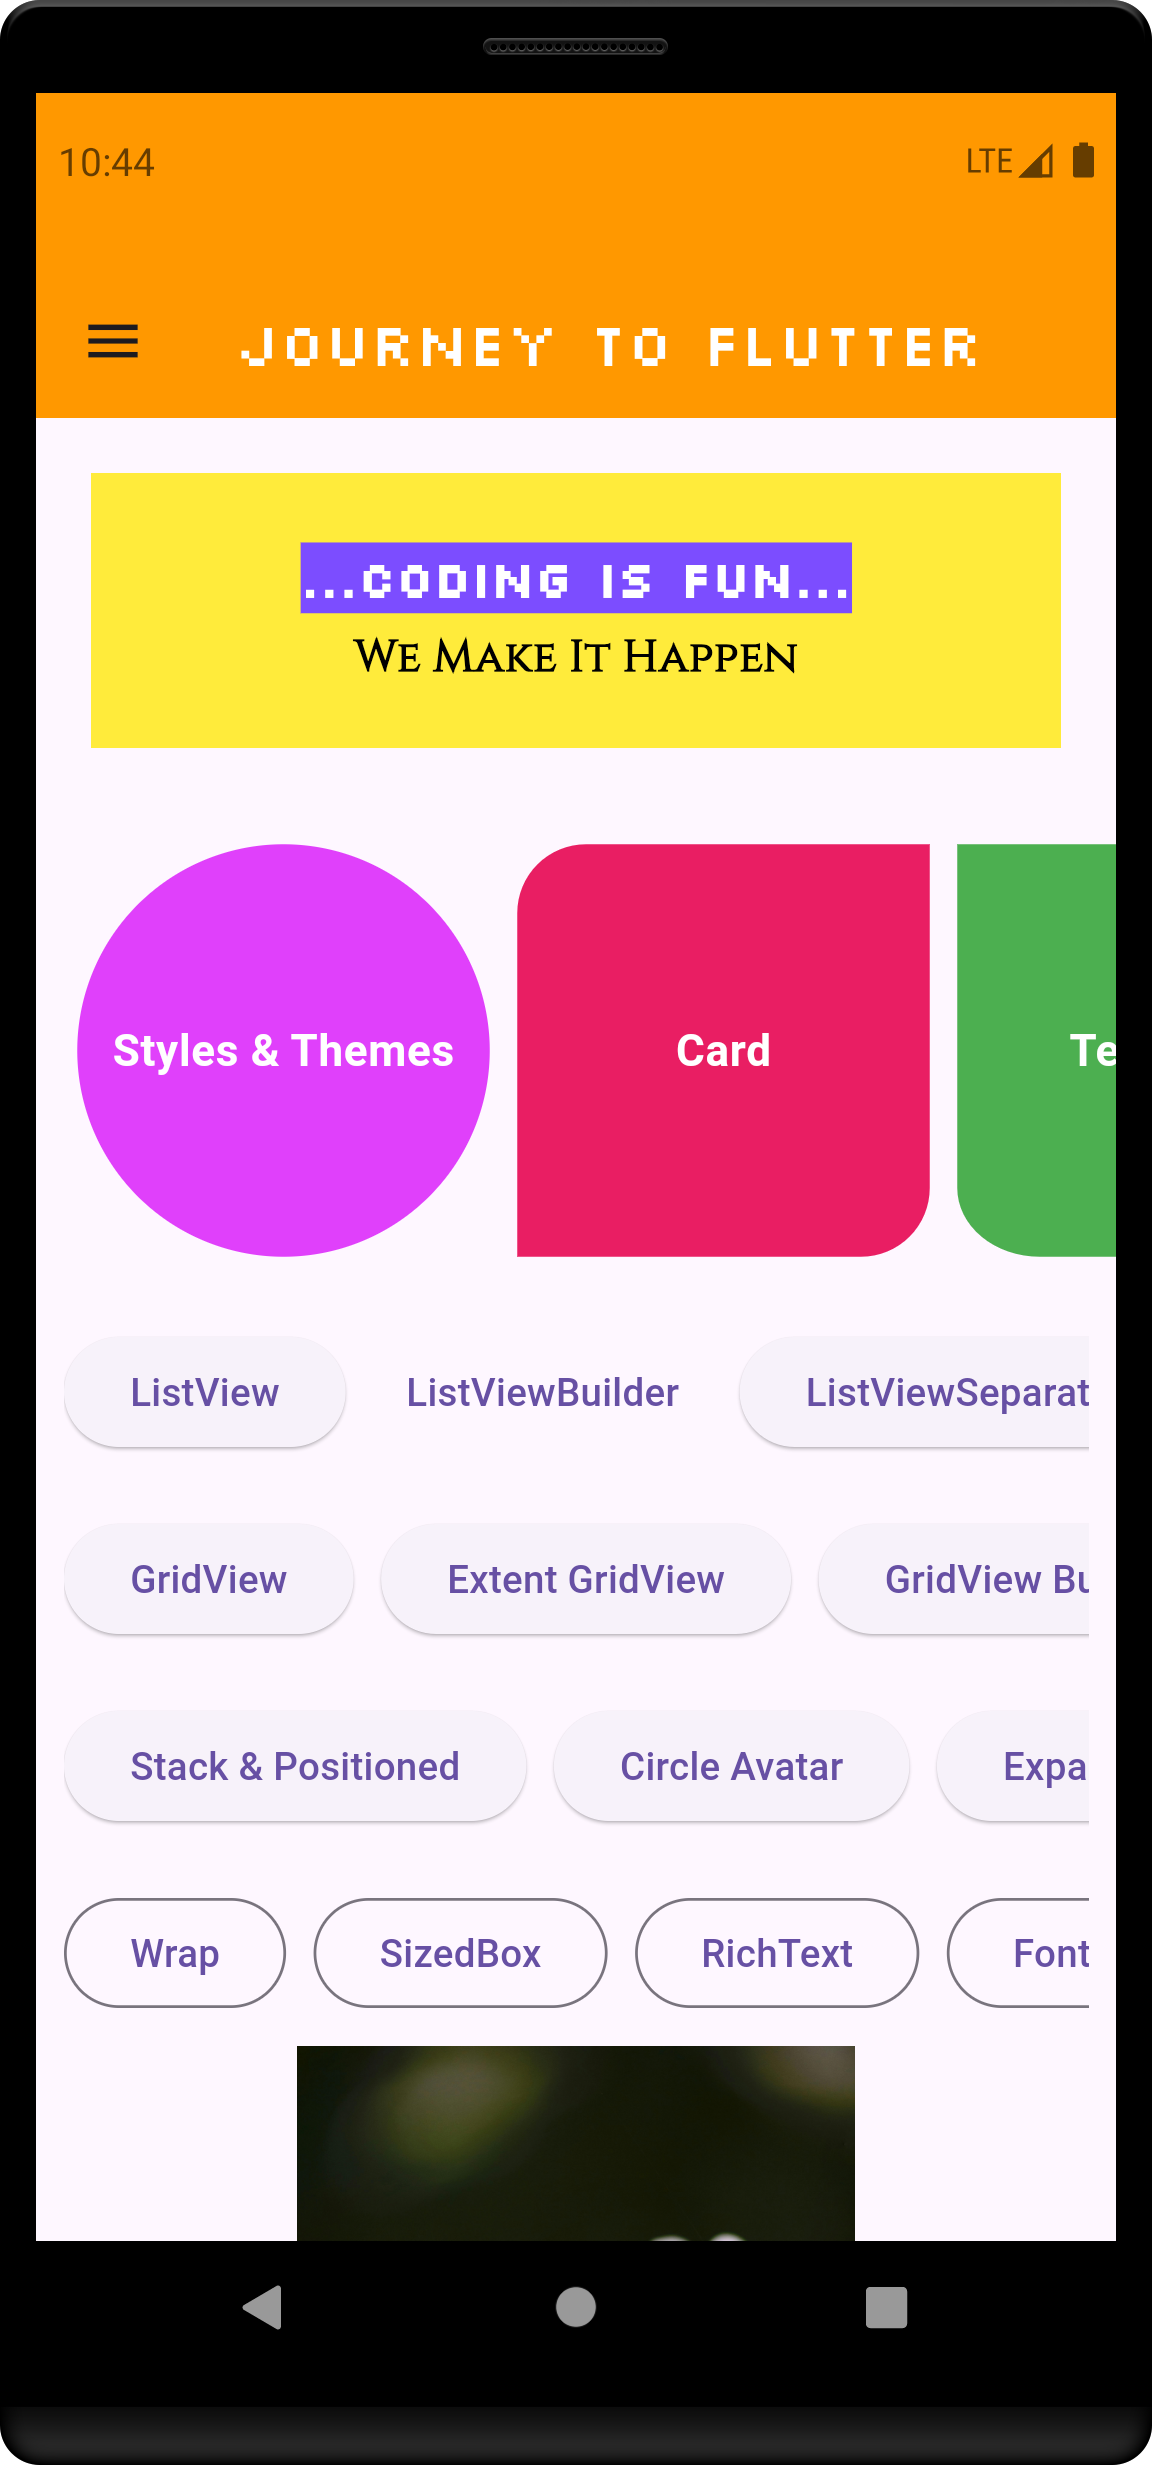 10:44 LTE
JOURNEY TO FLUTTER
...CODING IS FUN...
We Make It Happen
Styles & Themes Card Te
ListView ListViewBuilder ListViewSeparat
GridView Extent GridView GridView Bu
Stack & Positioned Circle Avatar Expa
Wrap SizedBox RichText Font